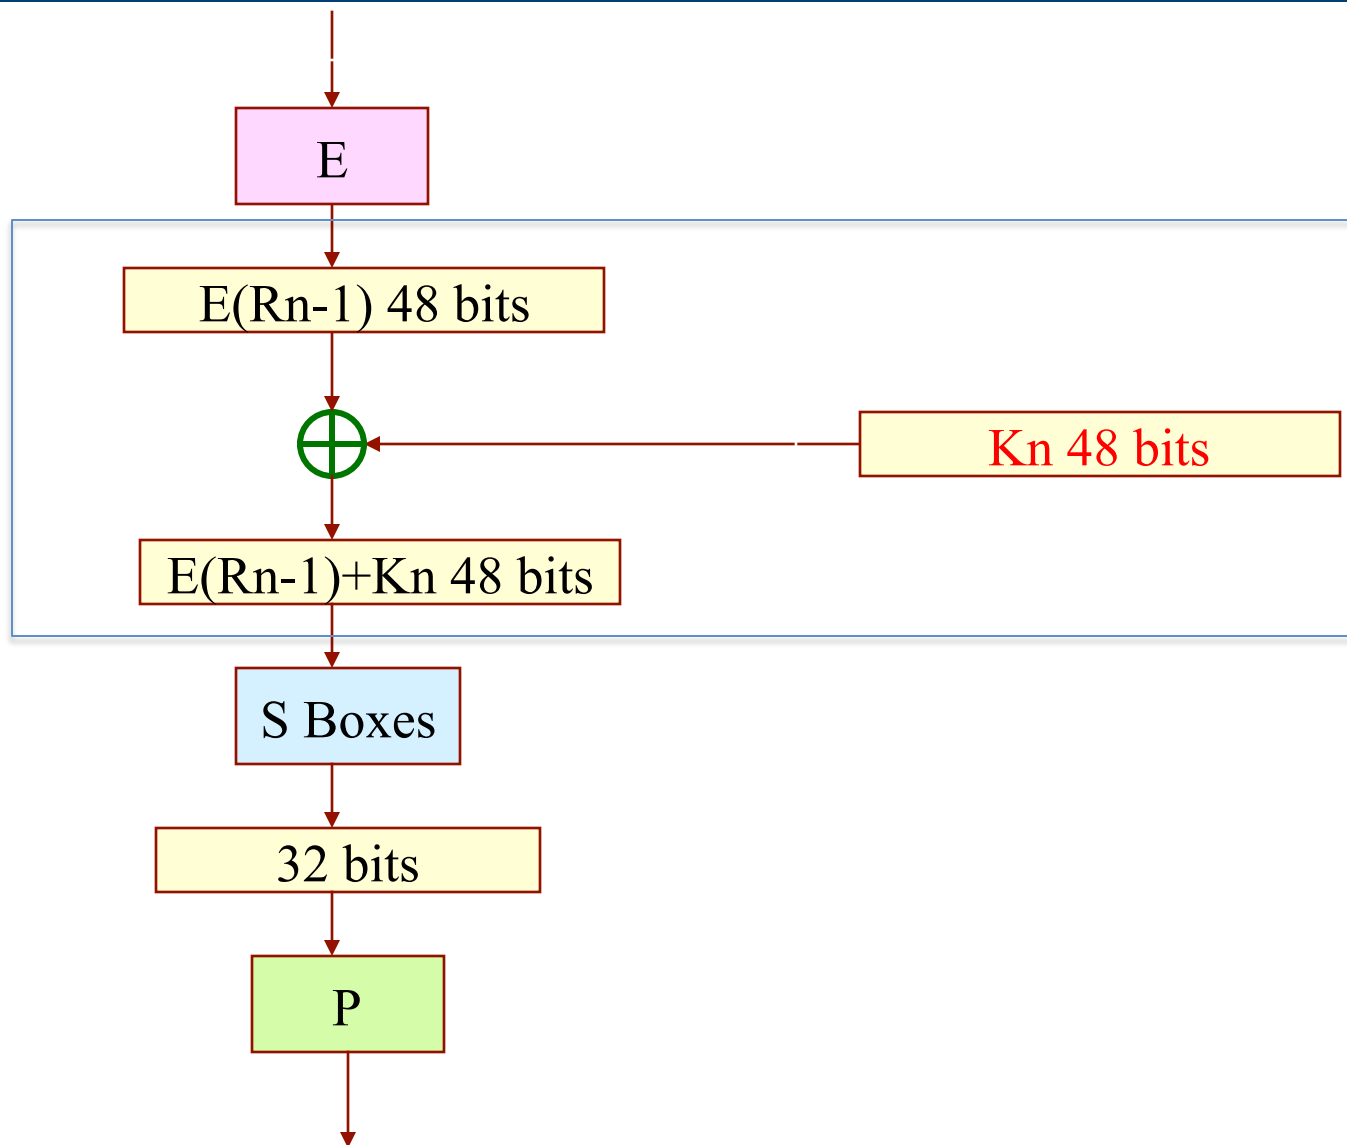 E
E(Rn-1) 48 bits
Kn 48 bits
E(Rn-1)+Kn 48 bits
S Boxes
32 bits
P